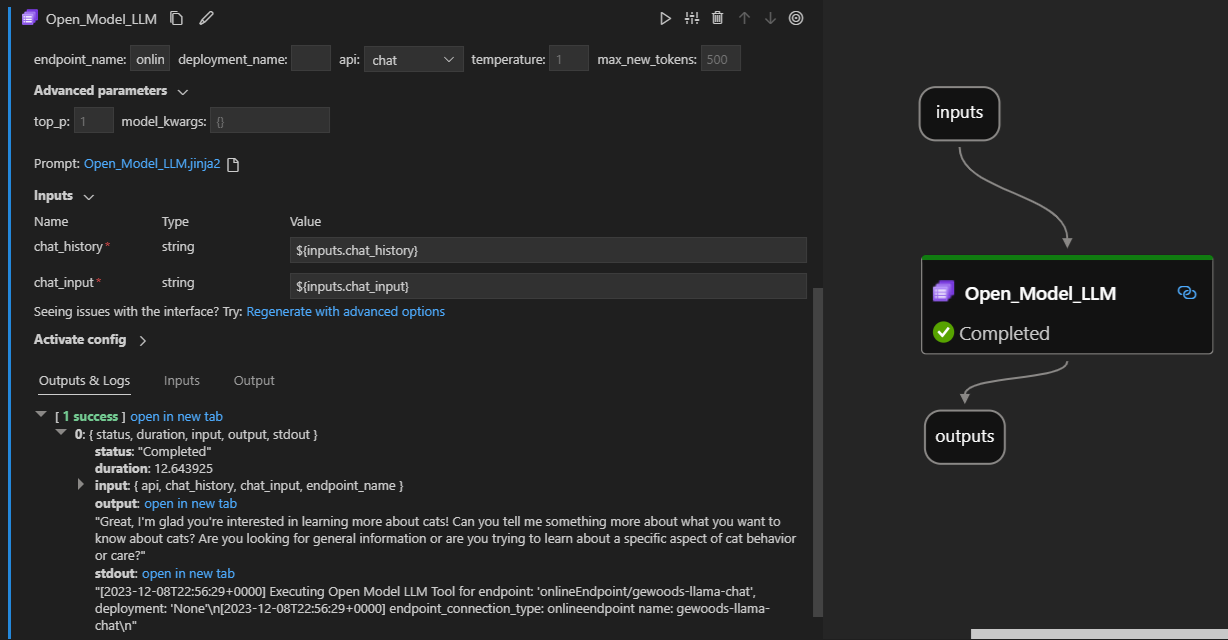 Open_Model_LLM
endpoint_name: onlin deployment_name: api: chat temperature: 1 max_new_tokens: 500
Advanced parameters
top_p: 1 model_kwargs: {}
Prompt: Open_Model_LLM.jinja2
Inputs
Name Type Value
chat_history* string ${inputs.chat_history}
chat_input* string ${inputs.chat_input}
Seeing issues with the interface? Try: Regenerate with advanced options
Activate config
Outputs & Logs Inputs Output
[ 1 success ] open in new tab
0: { status, duration, input, output, stdout }
status: "Completed"
duration: 12.643925
input: { api, chat_history, chat_input, endpoint_name }
output: open in new tab
"Great, I'm glad you're interested in learning more about cats! Can you tell me something more about what you want to
know about cats? Are you looking for general information or are you trying to learn about a specific aspect of cat behavior
or care?"
stdout: open in new tab
"[2023-12-08T22:56:29+0000] Executing Open Model LLM Tool for endpoint: 'onlineEndpoint/gewoods-llama-chat',
deployment: 'None'\n[2023-12-08T22:56:29+0000] endpoint_connection_type: onlineendpoint name: gewoods-llama-
chat\n"
inputs
Open_Model_LLM
Completed
outputs